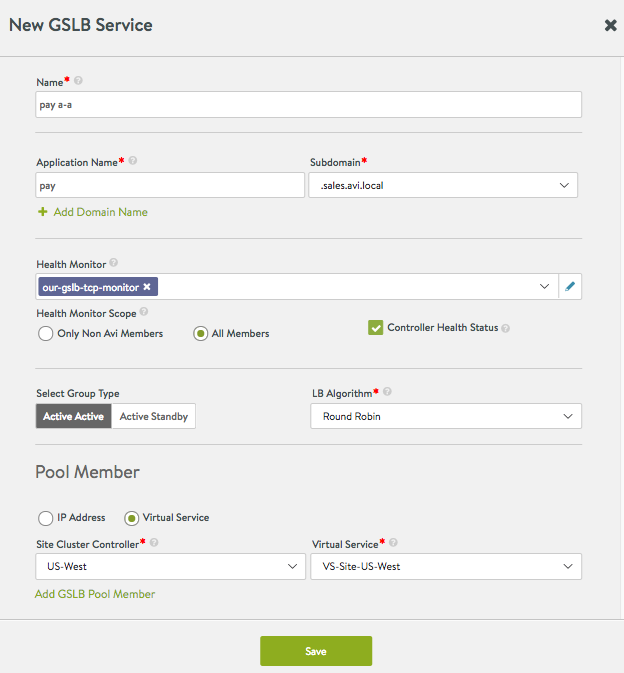 New GSLB Service
Name*
pay a-a
Application Name* Subdomain*
pay .sales.avi.local
+ Add Domain Name
Health Monitor
our-gslb-tcp-monitor
Health Monitor Scope
Only Non Avi Members All Members Controller Health Status
Select Group Type LB Algorithm*
Active Active Active Standby Round Robin
Pool Member
IP Address Virtual Service
Site Cluster Controller* Virtual Service*
US-West VS-Site-US-West
Add GSLB Pool Member
Save